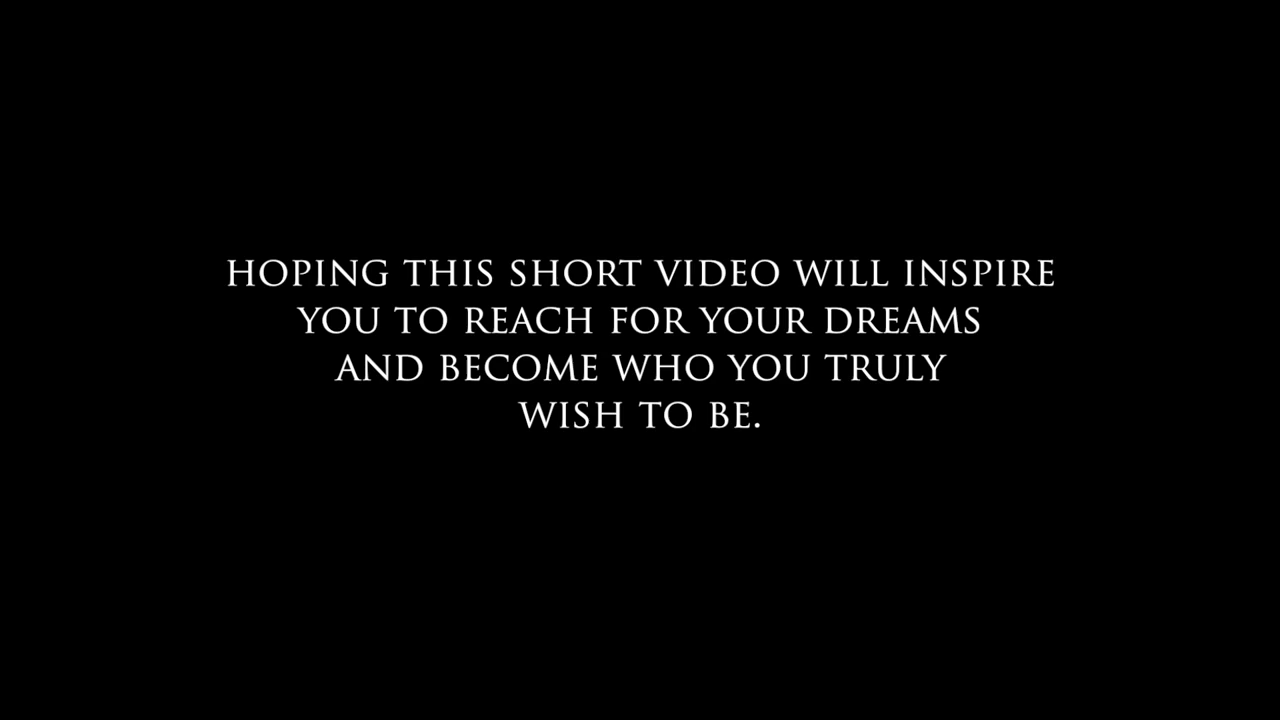 HOPING THIS SHORT VIDEO WILL INSPIRE
YOU TO REACH FOR YOUR DREAMS
AND BECOME WHO YOU TRULY
WISH TO BE.